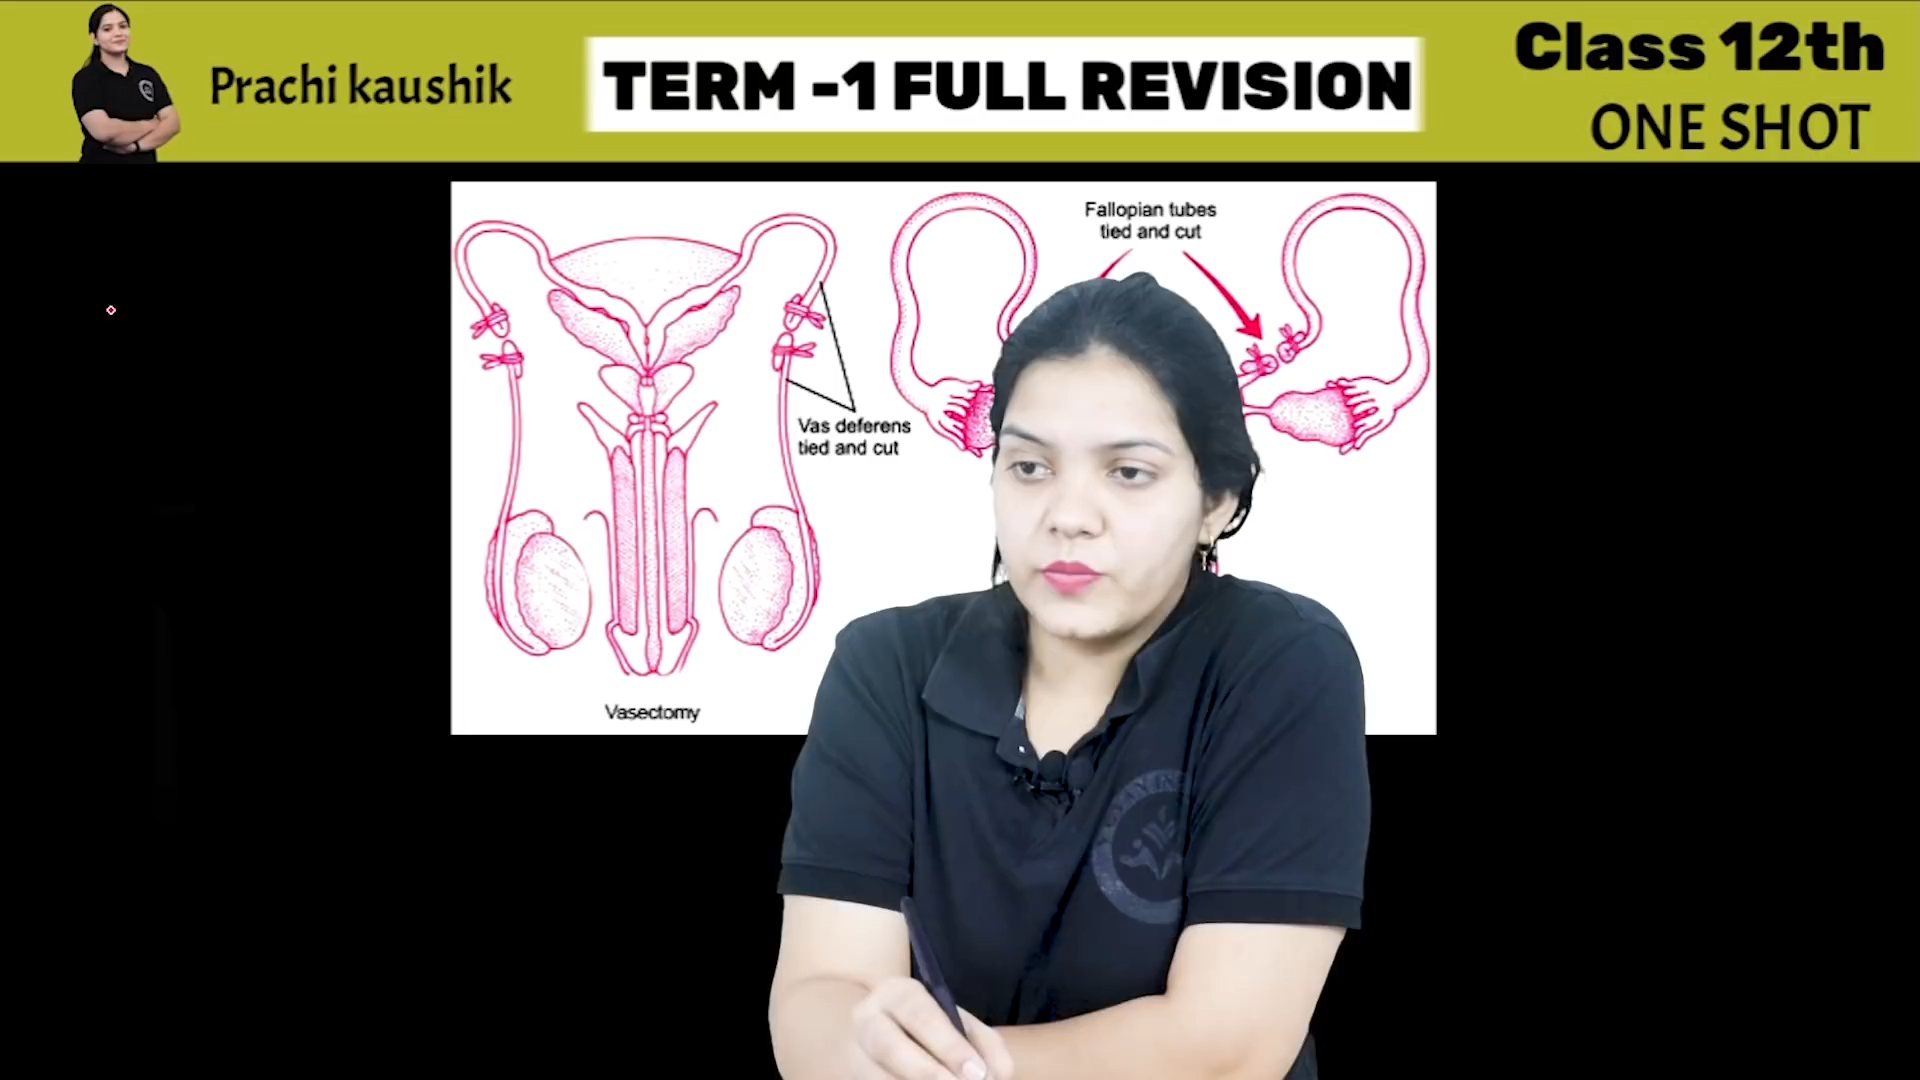 Prachi kaushik
TERM -1 FULL REVISION
Class 12th
ONE SHOT
Fallopian tubes
tied and cut
Vas deferens
tied and cut
Vasectomy